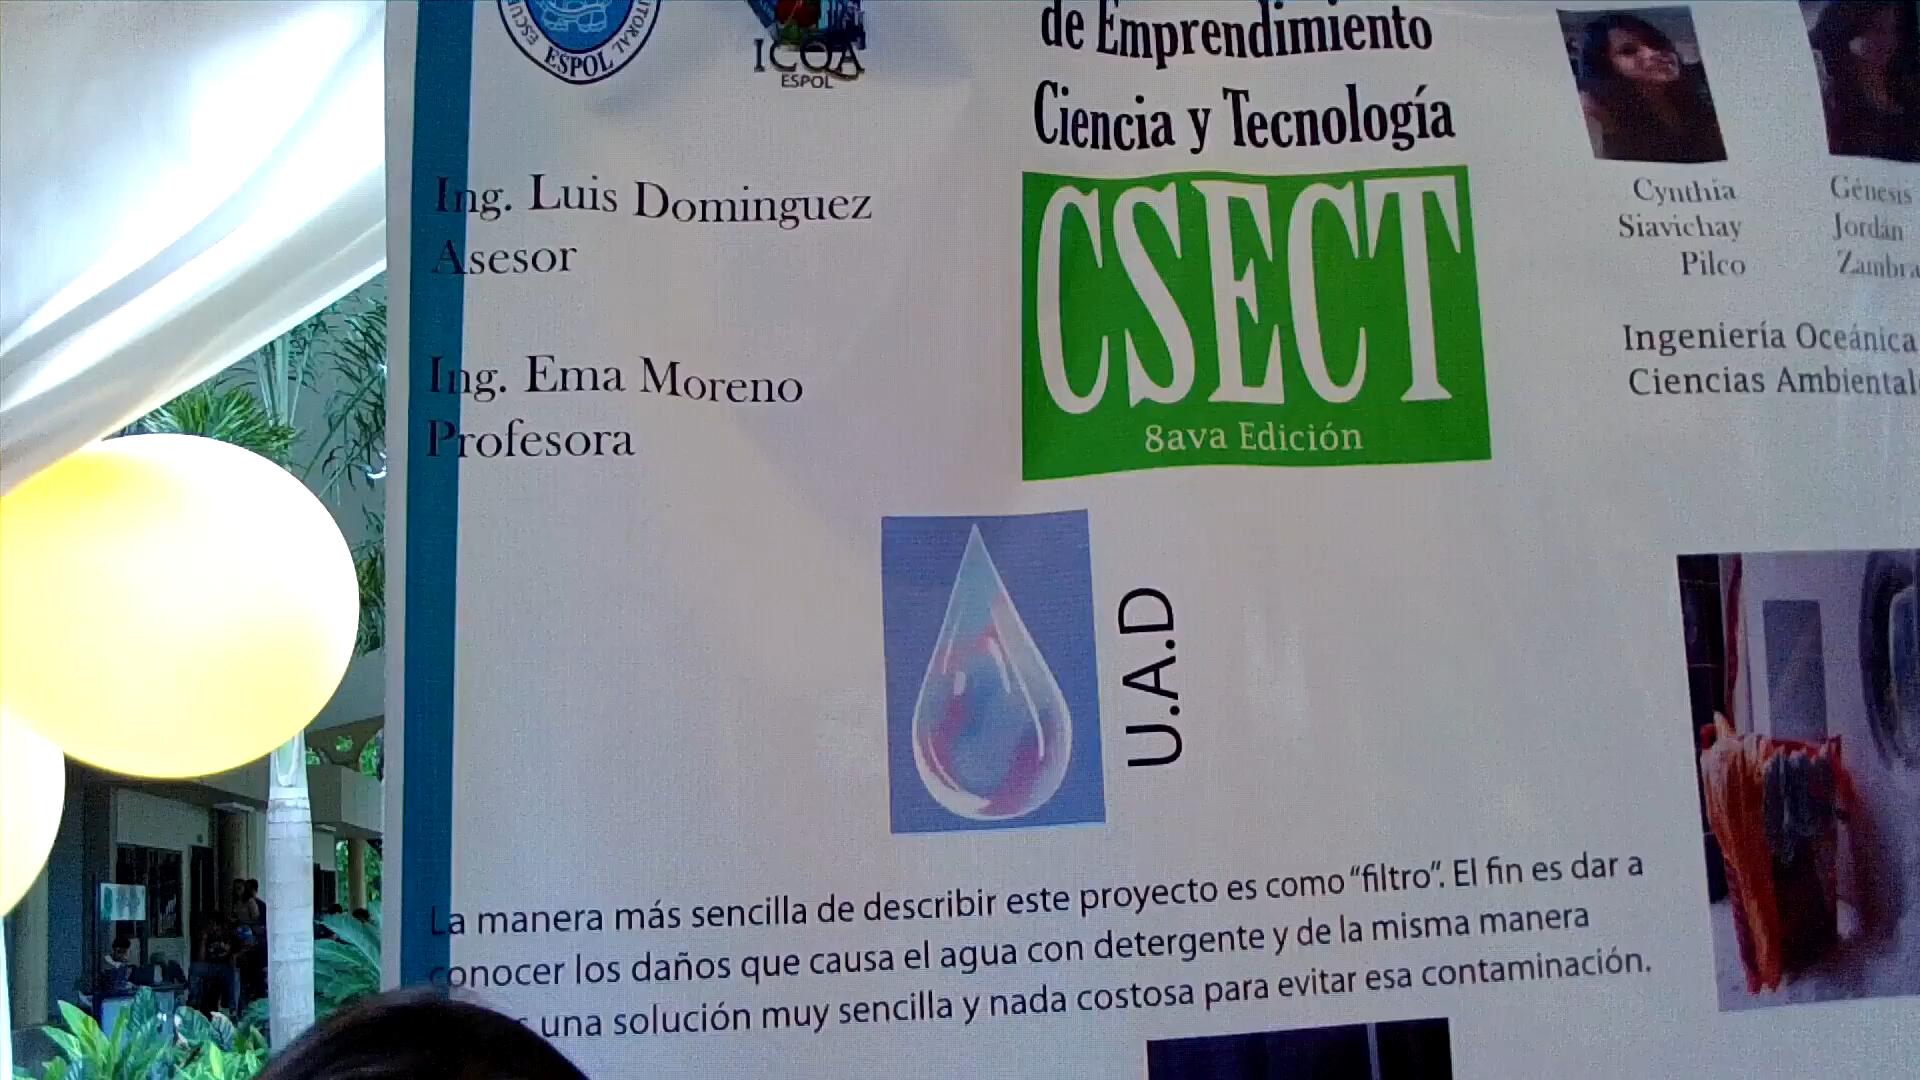 ESPOL
ICQA
ESPOL
de Emprendimiento
Ciencia y Tecnología
CSECT
8ava Edición
Ing. Luis Dominguez
Asesor
Ing. Ema Moreno
Profesora
Cynthia
Siavichay
Pilco
Génesis
Jordán
Ingeniería Oceánica
Ciencias
U.A.D
La manera más sencilla de describir este proyecto es como “filtro”. El fin es dar a
conocer los daños que causa el agua con detergente y de la misma manera
una solución muy sencilla y nada costosa para evitar esa contaminación.